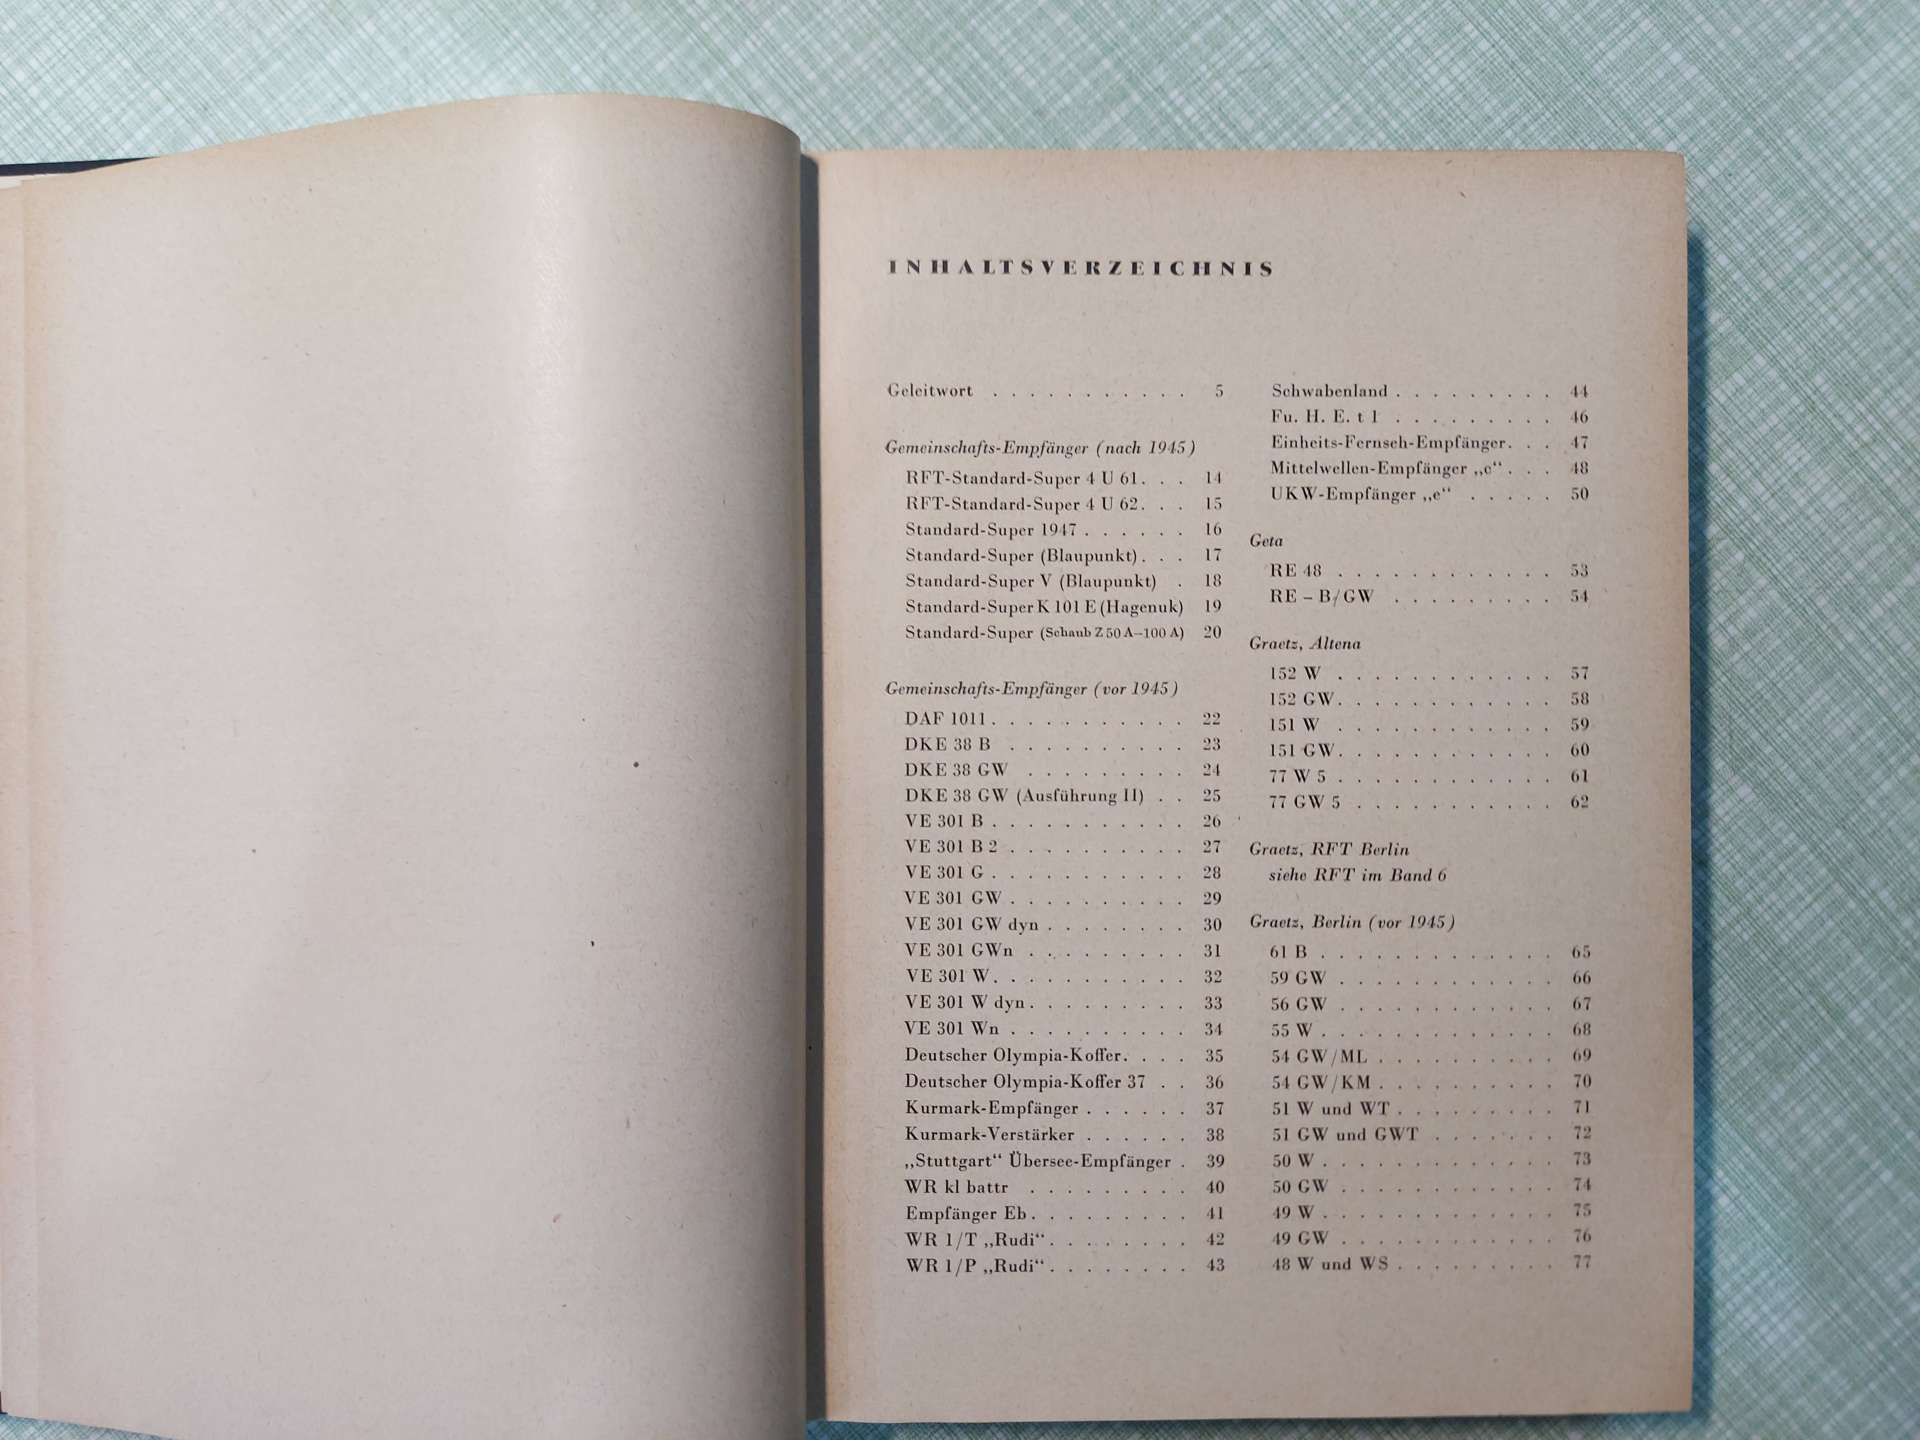 INHALTSVERZEICHNIS
Geleitwort . . . . . . . . . . . 5
Gemeinschafts-Empfänger (nach 1945)
RFT-Standard-Super 4 U 61. . . 14
RFT-Standard-Super 4 U 62. . . 15
Standard-Super 1947 . . . . . . 16
Standard-Super (Blaupunkt). . . 17
Standard-Super V (Blaupunkt) . 18
Standard-Super K 101 E (Hagenuk) 19
Standard-Super (Schaub Z 50 A–100 A) 20
Gemeinschafts-Empfänger (vor 1945)
DAF 1011. . . . . . . . . . . 22
DKE 38 B . . . . . . . . . . 23
DKE 38 GW . . . . . . . . . 24
DKE 38 GW (Ausführung II) . . 25
VE 301 B . . . . . . . . . . . 26
VE 301 B 2 . . . . . . . . . . 27
VE 301 G . . . . . . . . . . . 28
VE 301 GW . . . . . . . . . . 29
VE 301 GW dyn . . . . . . . . 30
VE 301 GWn . . . . . . . . . 31
VE 301 W. . . . . . . . . . . 32
VE 301 W dyn. . . . . . . . . 33
VE 301 Wn . . . . . . . . . . 34
Deutscher Olympia-Koffer. . . . 35
Deutscher Olympia-Koffer 37 . . 36
Kurmark-Empfänger . . . . . . 37
Kurmark-Verstärker . . . . . . 38
„Stuttgart“ Übersee-Empfänger . 39
WR kl battr . . . . . . . . . 40
Empfänger Eb. . . . . . . . . 41
WR 1/T „Rudi“. . . . . . . . 42
WR 1/P „Rudi“. . . . . . . . 43
Schwabenland . . . . . . . . . 44
Fu. H. E. t 1 . . . . . . . . . 46
Einheits-Fernseh-Empfänger. . . 47
Mittelwellen-Empfänger „c“ . . . 48
UKW-Empfänger „e“ . . . . . 50
Geta
RE 48 . . . . . . . . . . . . 53
RE – B/GW . . . . . . . . . 54
Graetz, Altena
152 W . . . . . . . . . . . . 57
152 GW. . . . . . . . . . . . 58
151 W . . . . . . . . . . . . 59
151 GW. . . . . . . . . . . . 60
77 W 5 . . . . . . . . . . . . 61
77 GW 5 . . . . . . . . . . . 62
Graetz, RFT Berlin
siehe RFT im Band 6
Graetz, Berlin (vor 1945)
61 B . . . . . . . . . . . . . 65
59 GW . . . . . . . . . . . . 66
56 GW . . . . . . . . . . . . 67
55 W . . . . . . . . . . . . . 68
54 GW/ML . . . . . . . . . . 69
54 GW/KM . . . . . . . . . . 70
51 W und WT . . . . . . . . . 71
51 GW und GWT . . . . . . . 72
50 W . . . . . . . . . . . . . 73
50 GW . . . . . . . . . . . . 74
49 W . . . . . . . . . . . . . 75
49 GW . . . . . . . . . . . . 76
48 W und WS . . . . . . . . . 77